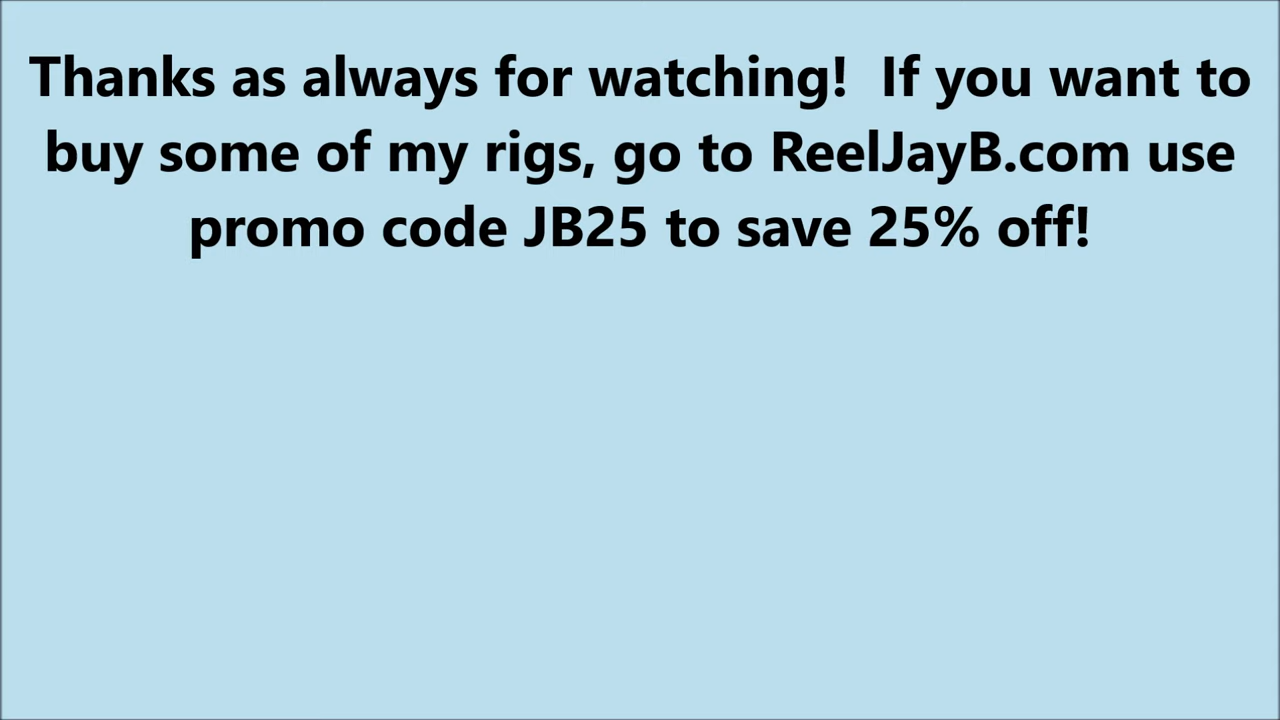 Thanks as always for watching!  If you want to
buy some of my rigs, go to ReelJayB.com use
promo code JB25 to save 25% off!